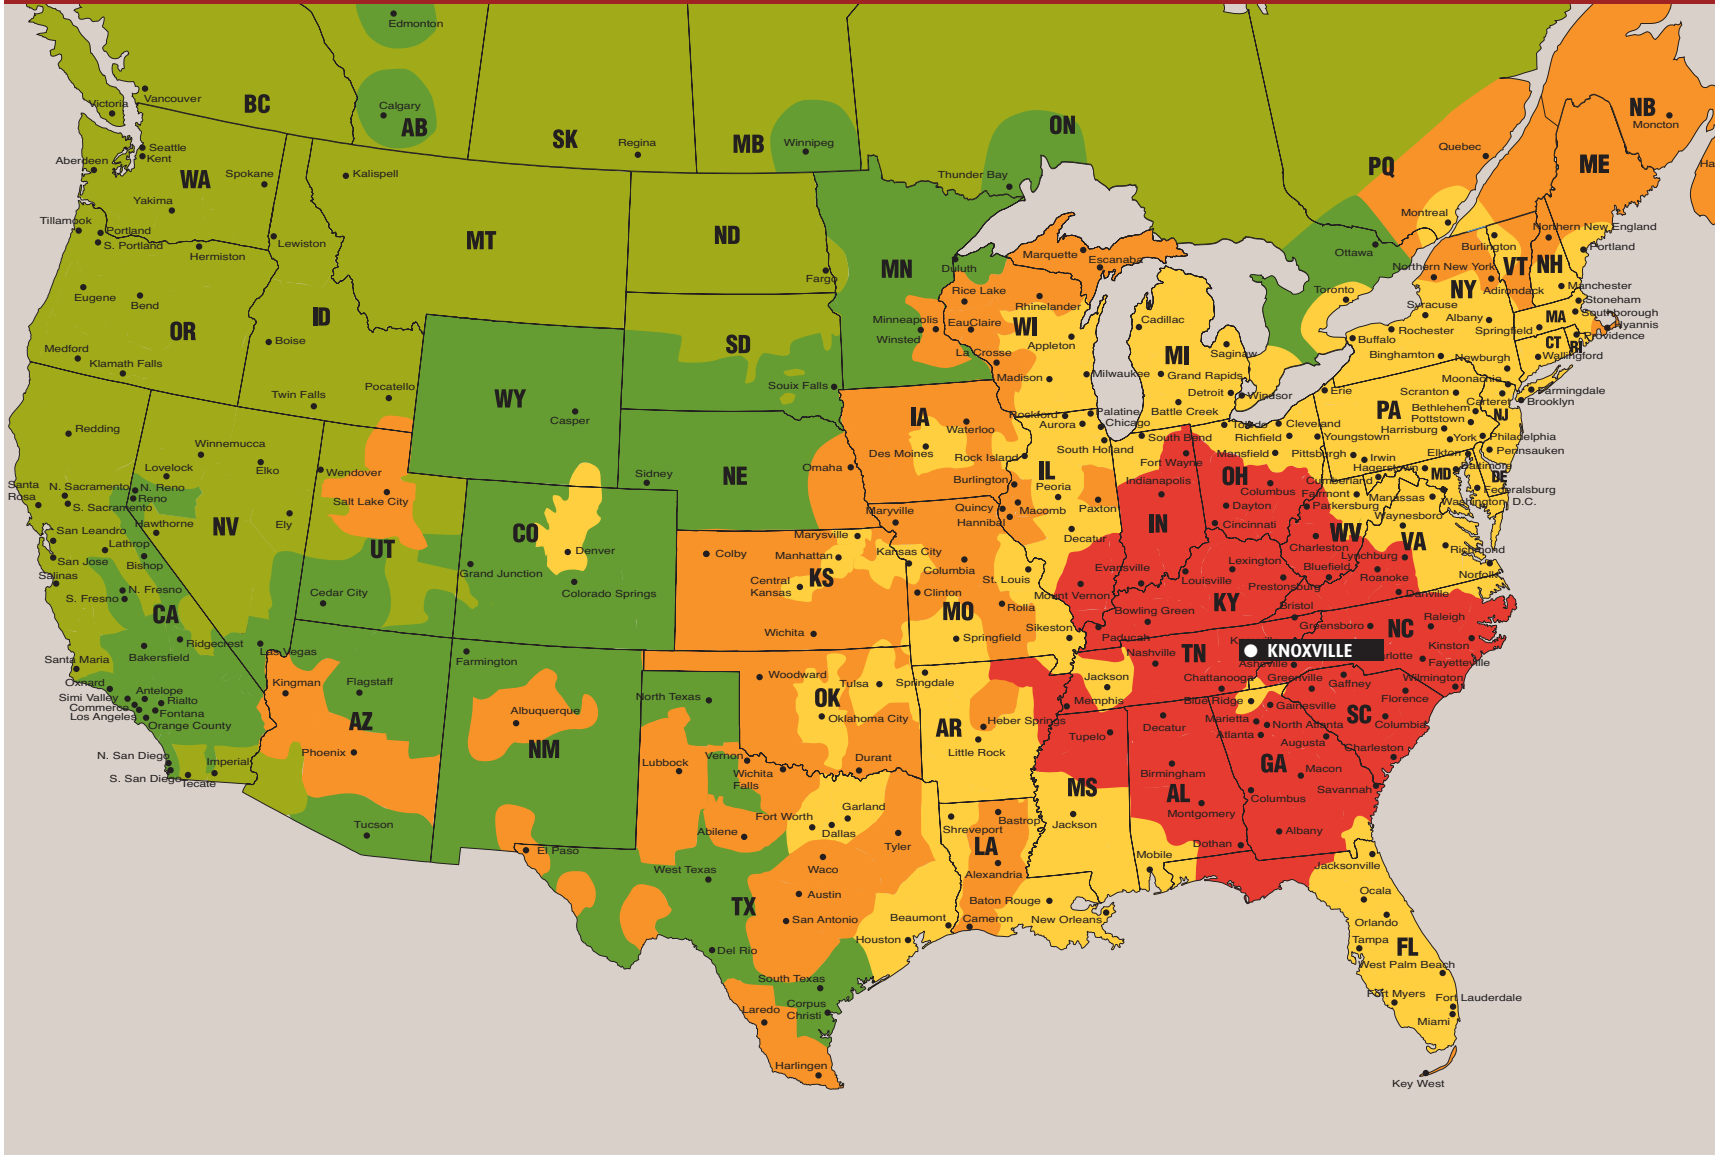 Edmonton
Vancouver
Victoria
BC
Calgary
AB
SK
Regina
MB
Winnipeg
ON
Thunder Bay
PQ
Quebec
Montreal
Ottawa
Toronto
NB
Moncton
Ha
ME
Seattle
Kent
Aberdeen
WA
Spokane
Yakima
Kalispell
Tillamook
Portland
S. Portland
Hermiston
Lewiston
MT
ND
Fargo
MN
Duluth
Marquette
Escanaba
Northern New England
Portland
Burlington
VT
NH
Northern New York
Adirondack
NY
Manchester
Stoneham
Southborough
Hyannis
Providence
MA
CT
RI
Wallingford
Springfield
Syracuse
Albany
Rochester
Buffalo
Binghamton
Newburgh
Eugene
Bend
OR
ID
Boise
Medford
Klamath Falls
Twin Falls
Pocatello
WY
Casper
SD
Souix Falls
Minneapolis
Winsted
EauClaire
Rice Lake
Rhinelander
WI
La Crosse
Appleton
Madison
Milwaukee
Cadillac
MI
Saginaw
Grand Rapids
Detroit
Windsor
Battle Creek
Erie
Moonachie
Farmingdale
Brooklyn
Scranton
Carteret
PA
Bethlehem
Pottstown
NJ
Harrisburg
York
Philadelphia
Pennsauken
Elkton
Baltimore
DE
MD
Hagerstown
Cumberland
Federalsburg
Washington, D.C.
Manassas
Redding
Winnemucca
Elko
Lovelock
N. Reno
Reno
N. Sacramento
S. Sacramento
Santa
Rosa
Hawthorne
NV
Ely
San Leandro
Lathrop
San Jose
Bishop
Salinas
N. Fresno
S. Fresno
CA
Ridgecrest
Bakersfield
Las Vegas
Santa Maria
Oxnard
Simi Valley
Commerce
Los Angeles
Antelope
Rialto
Fontana
Orange County
N. San Diego
S. San Diego
Tecate
Imperial
Wendover
Salt Lake City
UT
Cedar City
CO
Denver
Grand Junction
Colorado Springs
Sidney
NE
Omaha
IA
Waterloo
Des Moines
Rock Island
Burlington
Rockford
Palatine
Aurora
Chicago
South Holland
South Bend
Fort Wayne
Toledo
Cleveland
Richfield
Youngstown
Mansfield
Pittsburgh
Irwin
IL
Peoria
Paxton
Macomb
Quincy
Hannibal
Decatur
Indianapolis
IN
OH
Columbus
Dayton
Cincinnati
Fairmont
Parkersburg
WV
Charleston
Waynesboro
VA
Richmond
Lynchburg
Norfolk
Roanoke
Danville
Bluefield
Maryville
Marysville
Colby
Manhattan
Kansas City
Central
Kansas
KS
Wichita
Columbia
St. Louis
Clinton
MO
Rolla
Springfield
Sikeston
Evansville
Mount Vernon
Louisville
Lexington
Prestonsburg
KY
Bowling Green
Bristol
Paducah
Nashville
TN
KNOXVILLE
Asheville
Greensboro
NC
Raleigh
Kinston
Fayetteville
Wilmington
Kingman
Flagstaff
AZ
Phoenix
Tucson
Farmington
Albuquerque
NM
El Paso
North Texas
Woodward
OK
Tulsa
Oklahoma City
Springdale
AR
Heber Springs
Little Rock
Jackson
Memphis
Chattanooga
Blue Ridge
Greenville
Gaffney
Florence
Gainesville
Marietta
North Atlanta
Atlanta
SC
Columbia
Augusta
Charleston
GA
Macon
Savannah
Columbus
Albany
Tupelo
Decatur
Birmingham
AL
Montgomery
Dothan
MS
Jackson
Mobile
Lubbock
Vernon
Wichita
Falls
Durant
Garland
Fort Worth
Dallas
Abilene
Tyler
Waco
West Texas
TX
Austin
San Antonio
Del Rio
South Texas
Corpus
Christi
Laredo
Harlingen
Houston
Beaumont
Shreveport
Bastrop
LA
Alexandria
Baton Rouge
Cameron
New Orleans
Jacksonville
Ocala
Orlando
Tampa
FL
West Palm Beach
Fort Myers
Fort Lauderdale
Miami
Key West